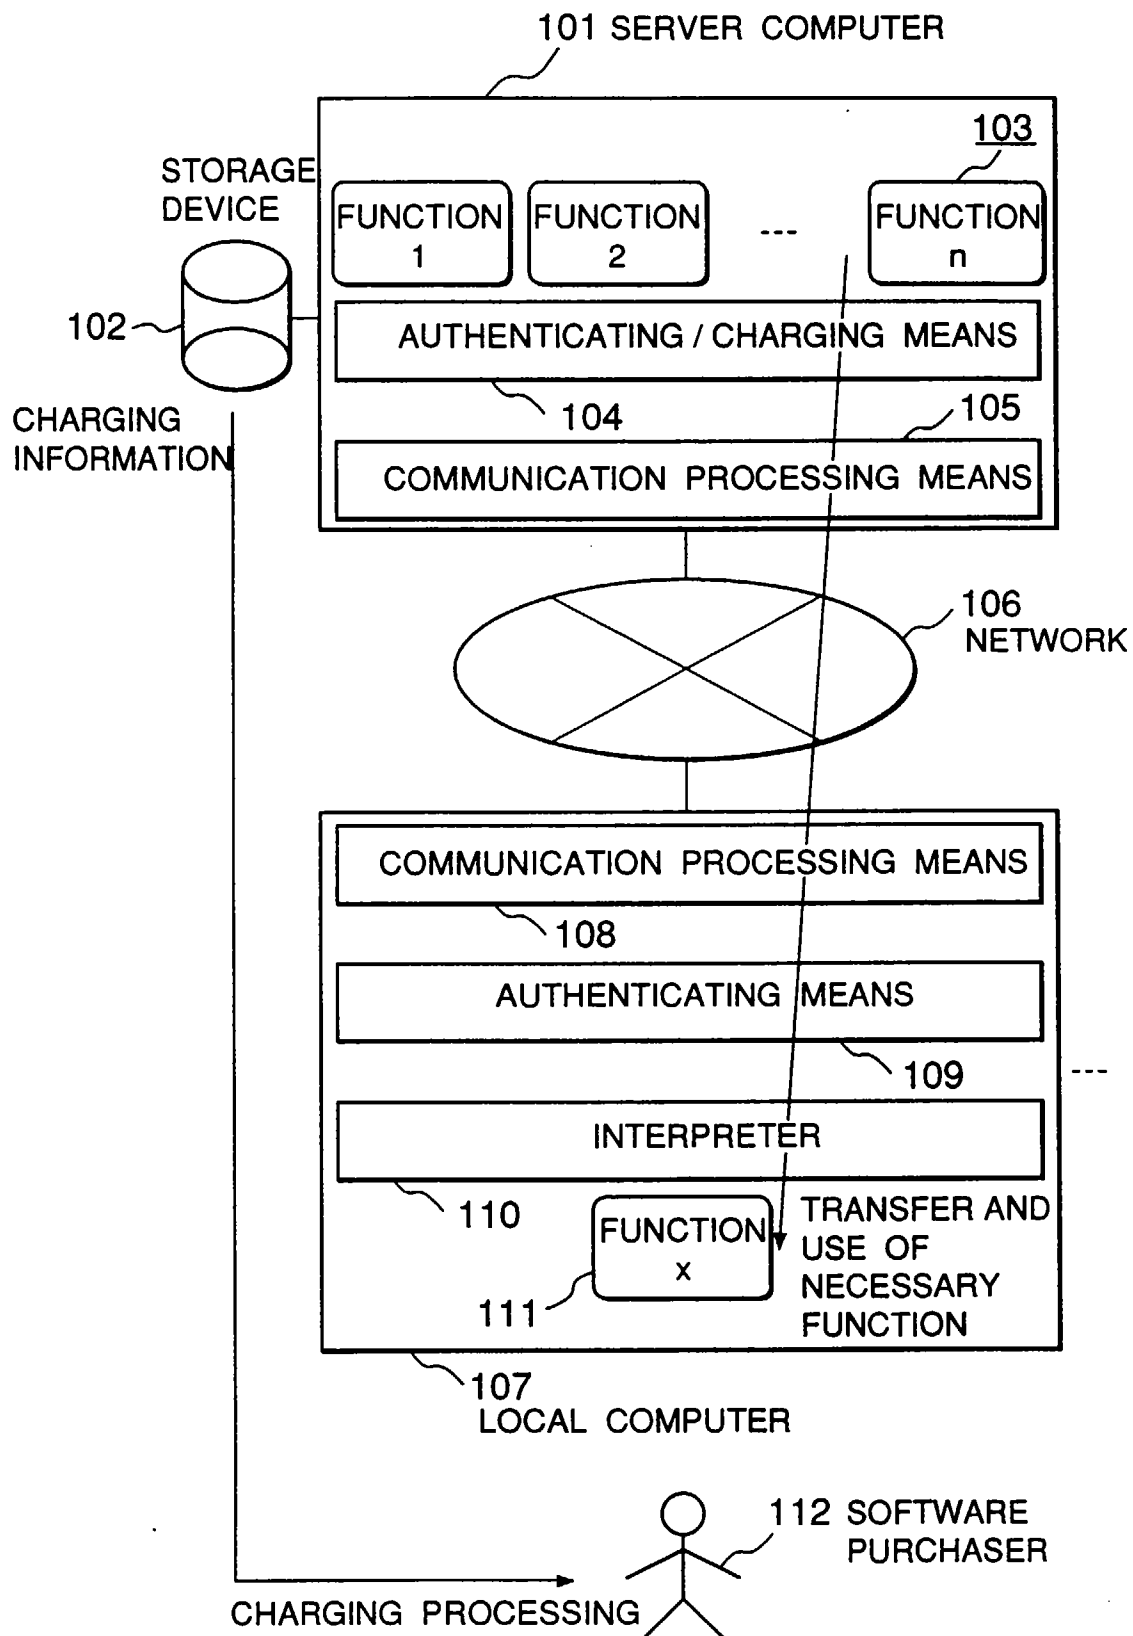 101 SERVER COMPUTER
103
STORAGE
DEVICE
FUNCTION
1
FUNCTION
2
---
FUNCTION
n
102
AUTHENTICATING / CHARGING MEANS
104
105
CHARGING
INFORMATION
COMMUNICATION PROCESSING MEANS
106
NETWORK
COMMUNICATION PROCESSING MEANS
108
AUTHENTICATING MEANS
109
---
INTERPRETER
110
FUNCTION
x
111
TRANSFER AND
USE OF
NECESSARY
FUNCTION
107
LOCAL COMPUTER
112 SOFTWARE
PURCHASER
CHARGING PROCESSING